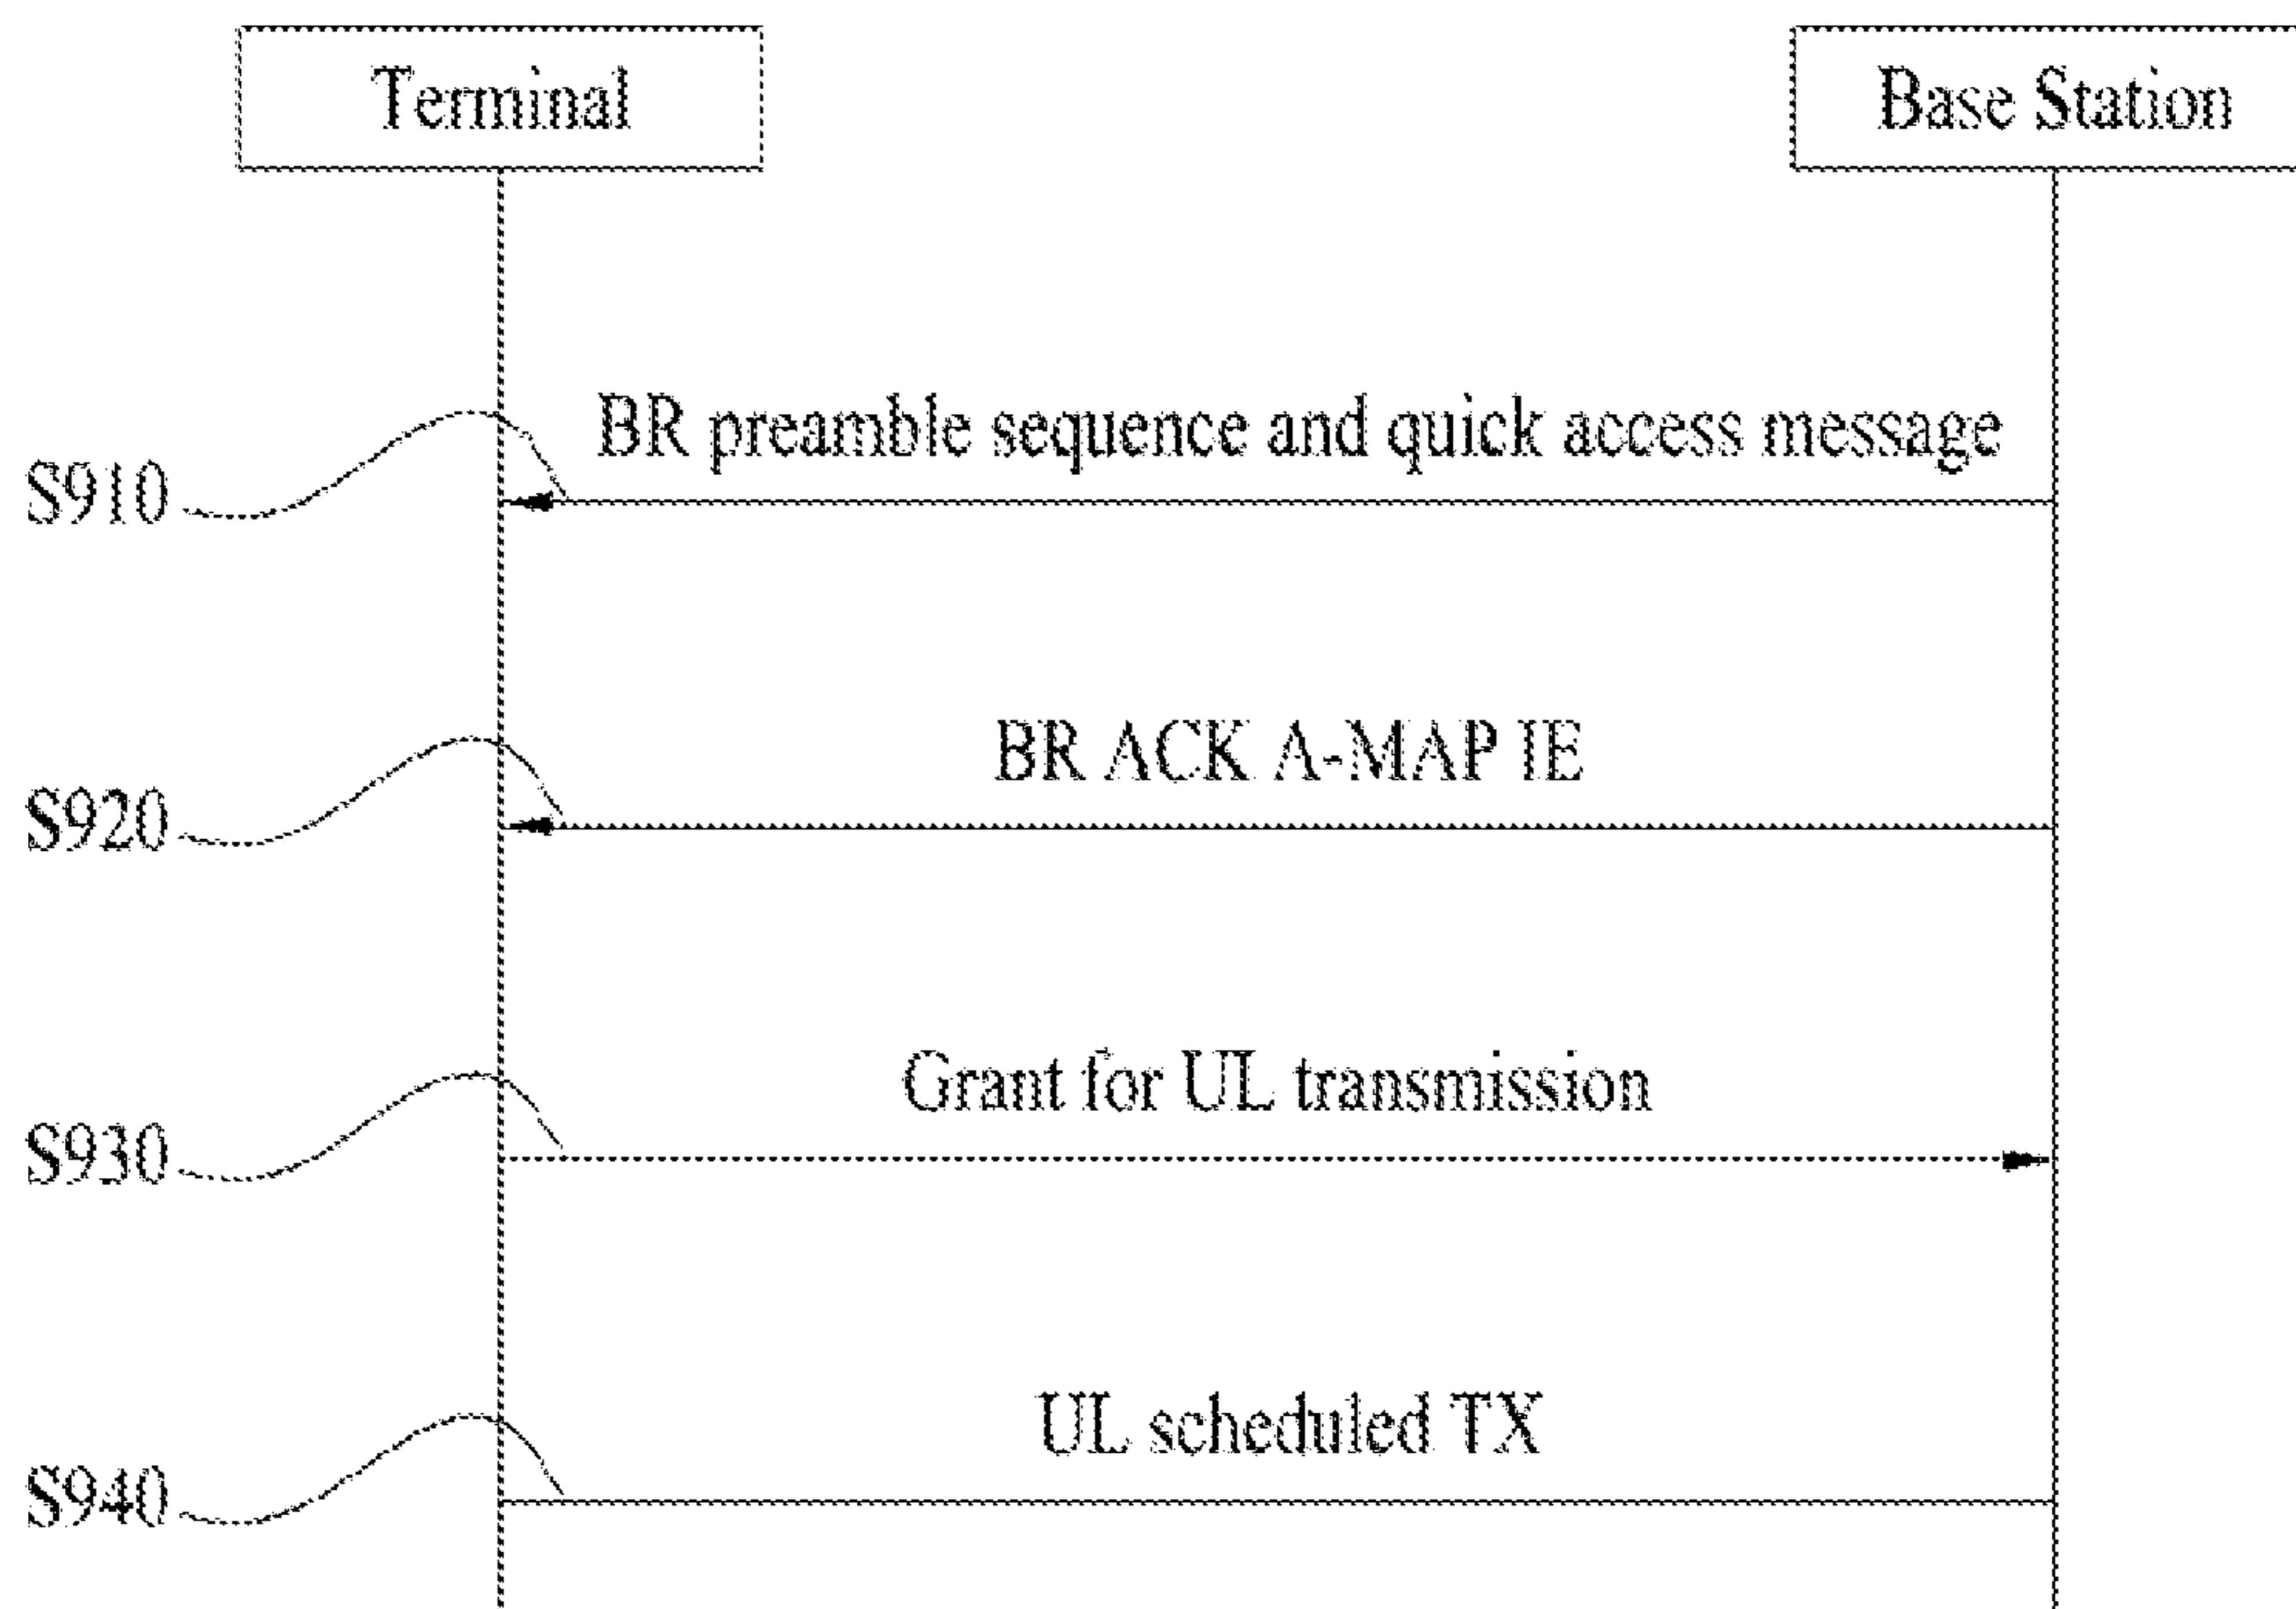 Terminal
Base Station
BR preamble sequence and quick access message
S910
BR ACK A-MAP IE
S920
Grant for UL transmission
S930
UL scheduled TX
S940